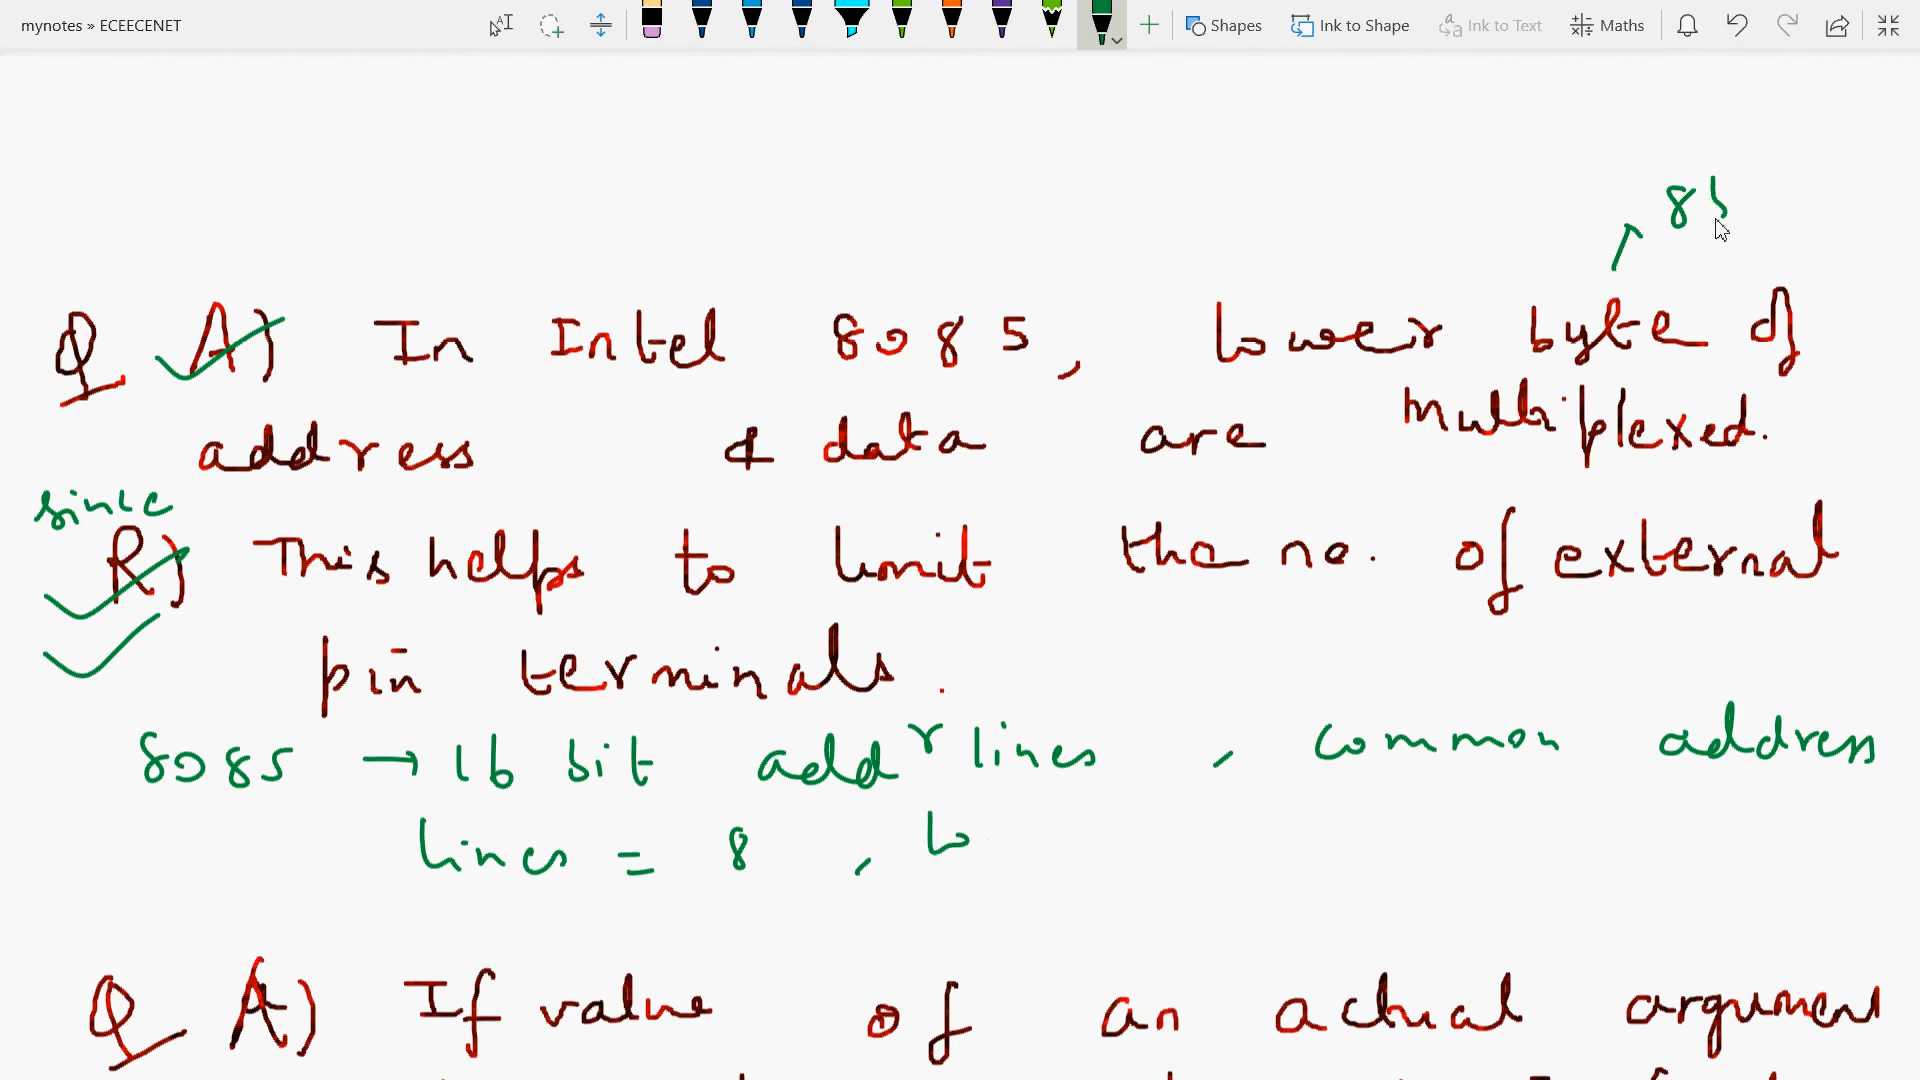 mynotes » ECEECENET
Shapes Ink to Shape Ink to Text Maths
8
Q A) In Intel 8085, lower byte of
address & data are multiplexed.
since
R) This helps to limit the no. of external
pin terminals.
8085 → 16 bit addr lines, common address
lines = 8, lo
Q A) If value of an actual argument